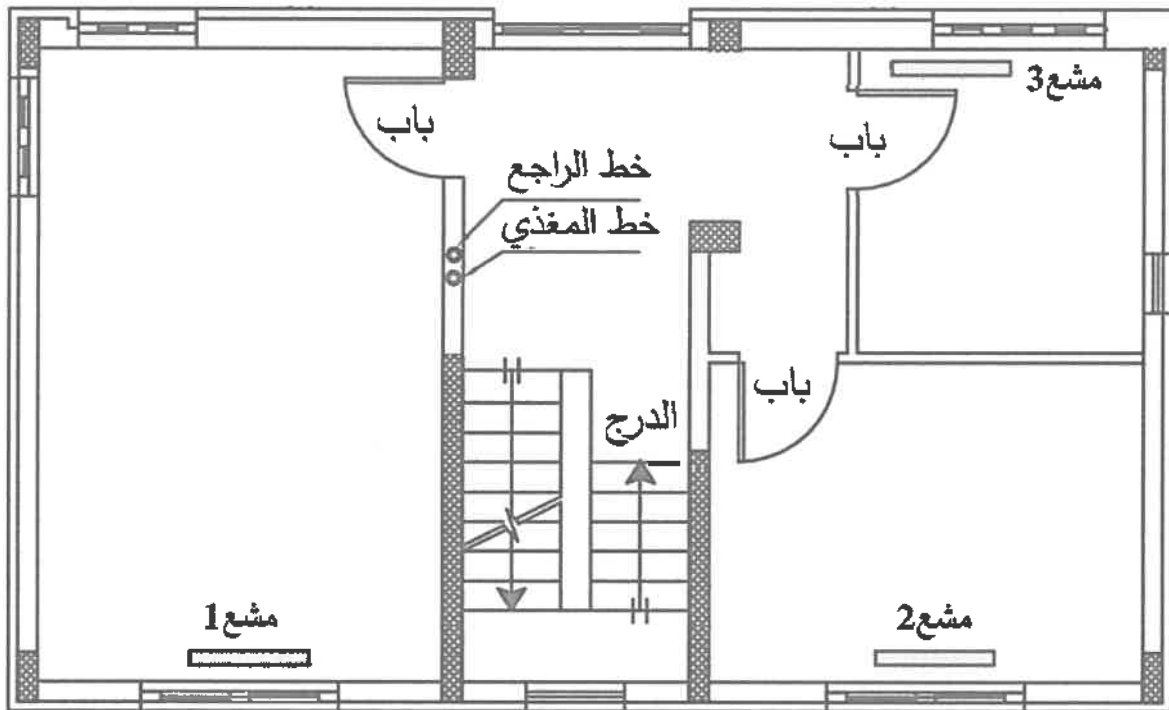 مشع3
باب
باب
خط الراجع
خط المغذي
باب
الدرج
مشع1
مشع2